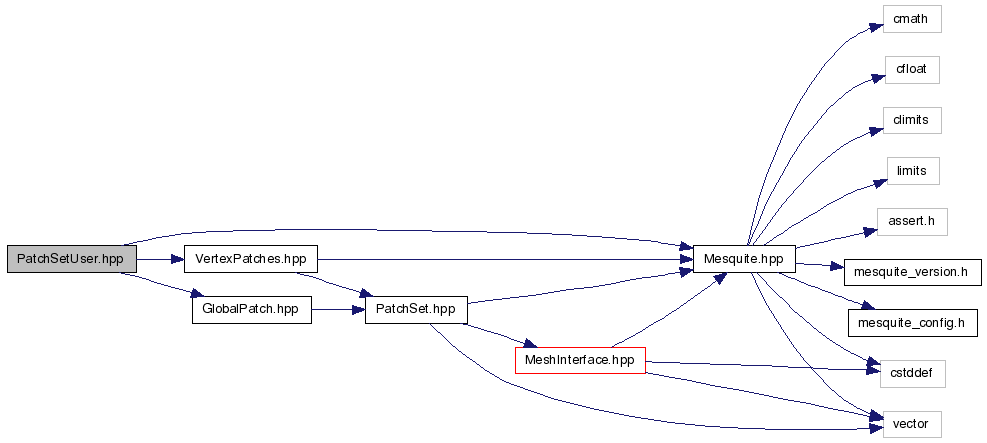 cmath
cfloat
climits
limits
assert.h
PatchSetUser.hpp
VertexPatches.hpp
Mesquite.hpp
mesquite_version.h
GlobalPatch.hpp
PatchSet.hpp
mesquite_config.h
MeshInterface.hpp
cstddef
vector